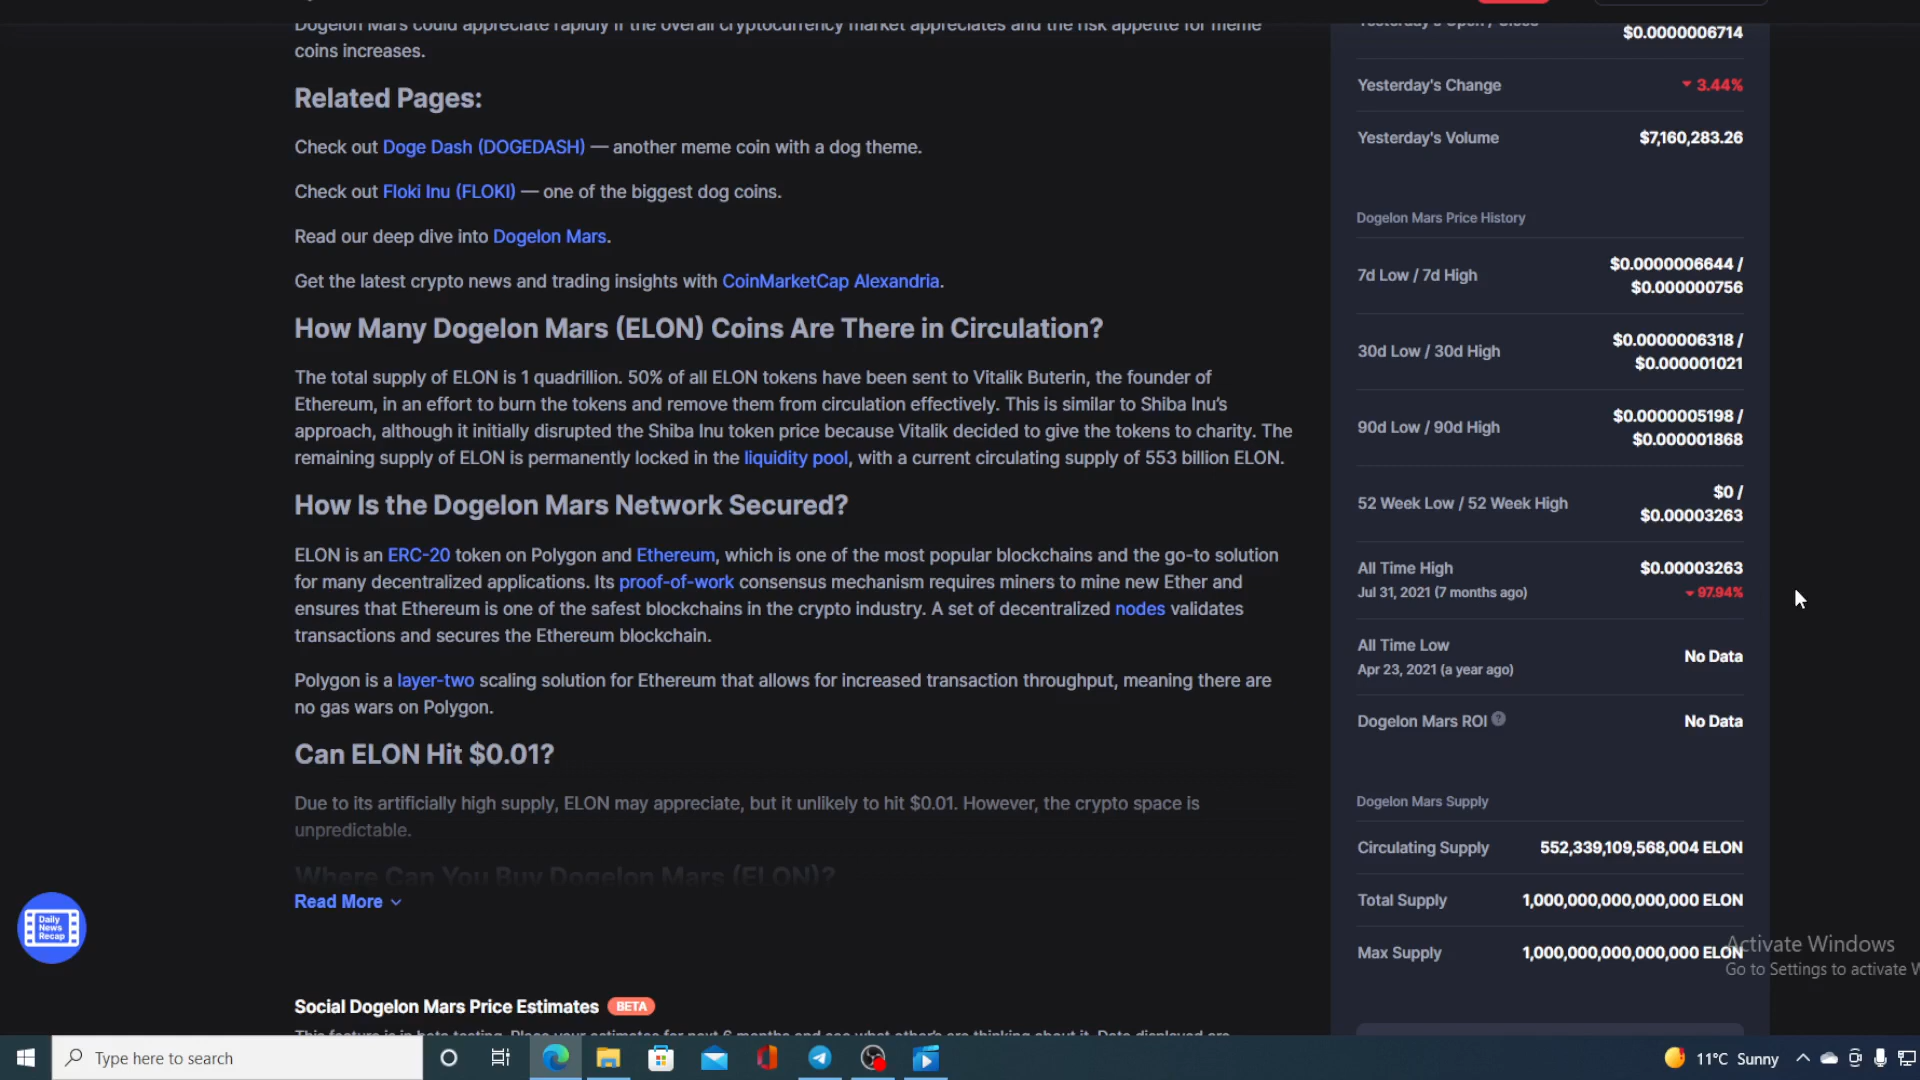 Dogelon Mars could appreciate rapidly if the overall cryptocurrency market appreciates and the risk appetite for meme
coins increases.
Related Pages:
Check out Doge Dash (DOGEDASH) — another meme coin with a dog theme.
Check out Floki Inu (FLOKI) — one of the biggest dog coins.
Read our deep dive into Dogelon Mars.
Get the latest crypto news and trading insights with CoinMarketCap Alexandria.
How Many Dogelon Mars (ELON) Coins Are There in Circulation?
The total supply of ELON is 1 quadrillion. 50% of all ELON tokens have been sent to Vitalik Buterin, the founder of
Ethereum, in an effort to burn the tokens and remove them from circulation effectively. This is similar to Shiba Inu's
approach, although it initially disrupted the Shiba Inu token price because Vitalik decided to give the tokens to charity. The
remaining supply of ELON is permanently locked in the liquidity pool, with a current circulating supply of 553 billion ELON.
How Is the Dogelon Mars Network Secured?
ELON is an ERC-20 token on Polygon and Ethereum, which is one of the most popular blockchains and the go-to solution
for many decentralized applications. Its proof-of-work consensus mechanism requires miners to mine new Ether and
ensures that Ethereum is one of the safest blockchains in the crypto industry. A set of decentralized nodes validates
transactions and secures the Ethereum blockchain.
Polygon is a layer-two scaling solution for Ethereum that allows for increased transaction throughput, meaning there are
no gas wars on Polygon.
Can ELON Hit $0.01?
Due to its artificially high supply, ELON may appreciate, but it unlikely to hit $0.01. However, the crypto space is
unpredictable.
Where Can You Buy Dogelon Mars (ELON)?
Read More
Social Dogelon Mars Price Estimates BETA
This feature is in beta testing. Place your estimates for next 6 months and see what other's are thinking about it. Data displayed are
Yesterday's Open / Close
$0.0000006714
Yesterday's Change 3.44%
Yesterday's Volume $7,160,283.26
Dogelon Mars Price History
7d Low / 7d High $0.0000006644 /
$0.000000756
30d Low / 30d High $0.0000006318 /
$0.000001021
90d Low / 90d High $0.0000005198 /
$0.000001868
52 Week Low / 52 Week High $0 /
$0.00003263
All Time High $0.00003263
Jul 31, 2021 (7 months ago) 97.94%
All Time Low No Data
Apr 23, 2021 (a year ago)
Dogelon Mars ROI ? No Data
Dogelon Mars Supply
Circulating Supply 552,339,109,568,004 ELON
Total Supply 1,000,000,000,000,000 ELON
Max Supply 1,000,000,000,000,000 ELON
Activate Windows
Go to Settings to activate W
Daily
News
Recap
Type here to search
11°C Sunny